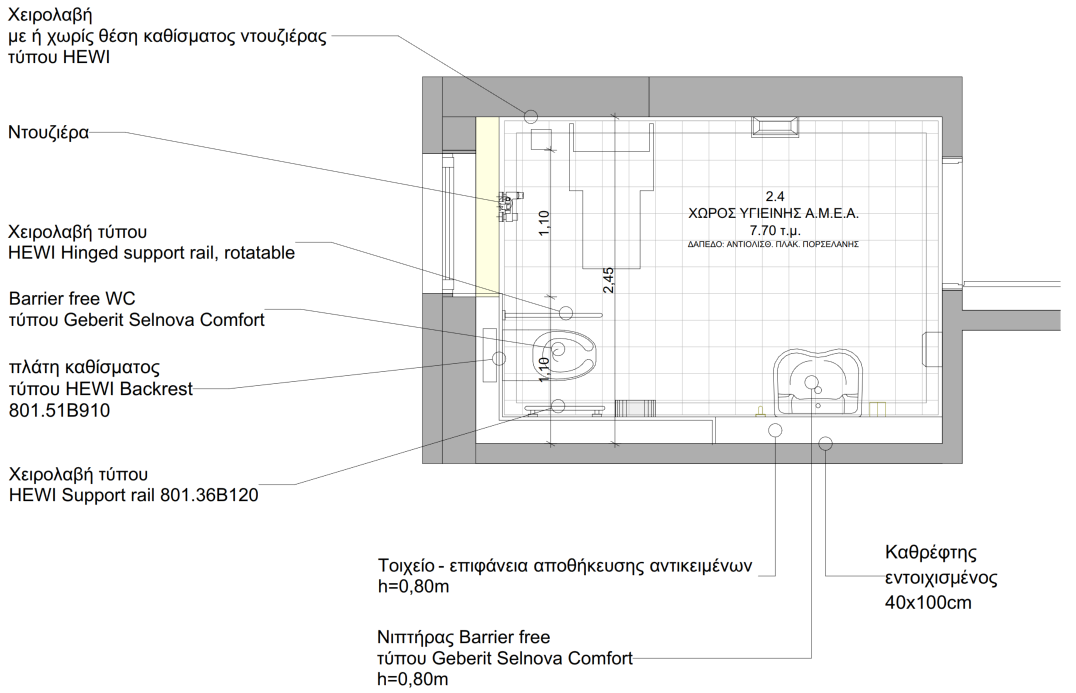 Χειρολαβή
με ή χωρίς θέση καθίσματος ντουζιέρας
τύπου HEWI
Ντουζιέρα
Χειρολαβή τύπου
HEWI Hinged support rail, rotatable
Barrier free WC
τύπου Geberit Selnova Comfort
πλάτη καθίσματος
τύπου HEWI Backrest
801.51B910
Χειρολαβή τύπου
HEWI Support rail 801.36B120
2.4
ΧΩΡΟΣ ΥΓΙΕΙΝΗΣ Α.Μ.Ε.Α.
7.70 τ.μ.
ΔΑΠΕΔΟ: ΑΝΤΙΟΛΙΣΘ. ΠΛΑΚ. ΠΟΡΣΕΛΑΝΗΣ
1,10
2,45
1,10
Τοιχείο - επιφάνεια αποθήκευσης αντικειμένων
h=0,80m
Νιπτήρας Barrier free
τύπου Geberit Selnova Comfort
h=0,80m
Καθρέφτης
εντοιχισμένος
40x100cm